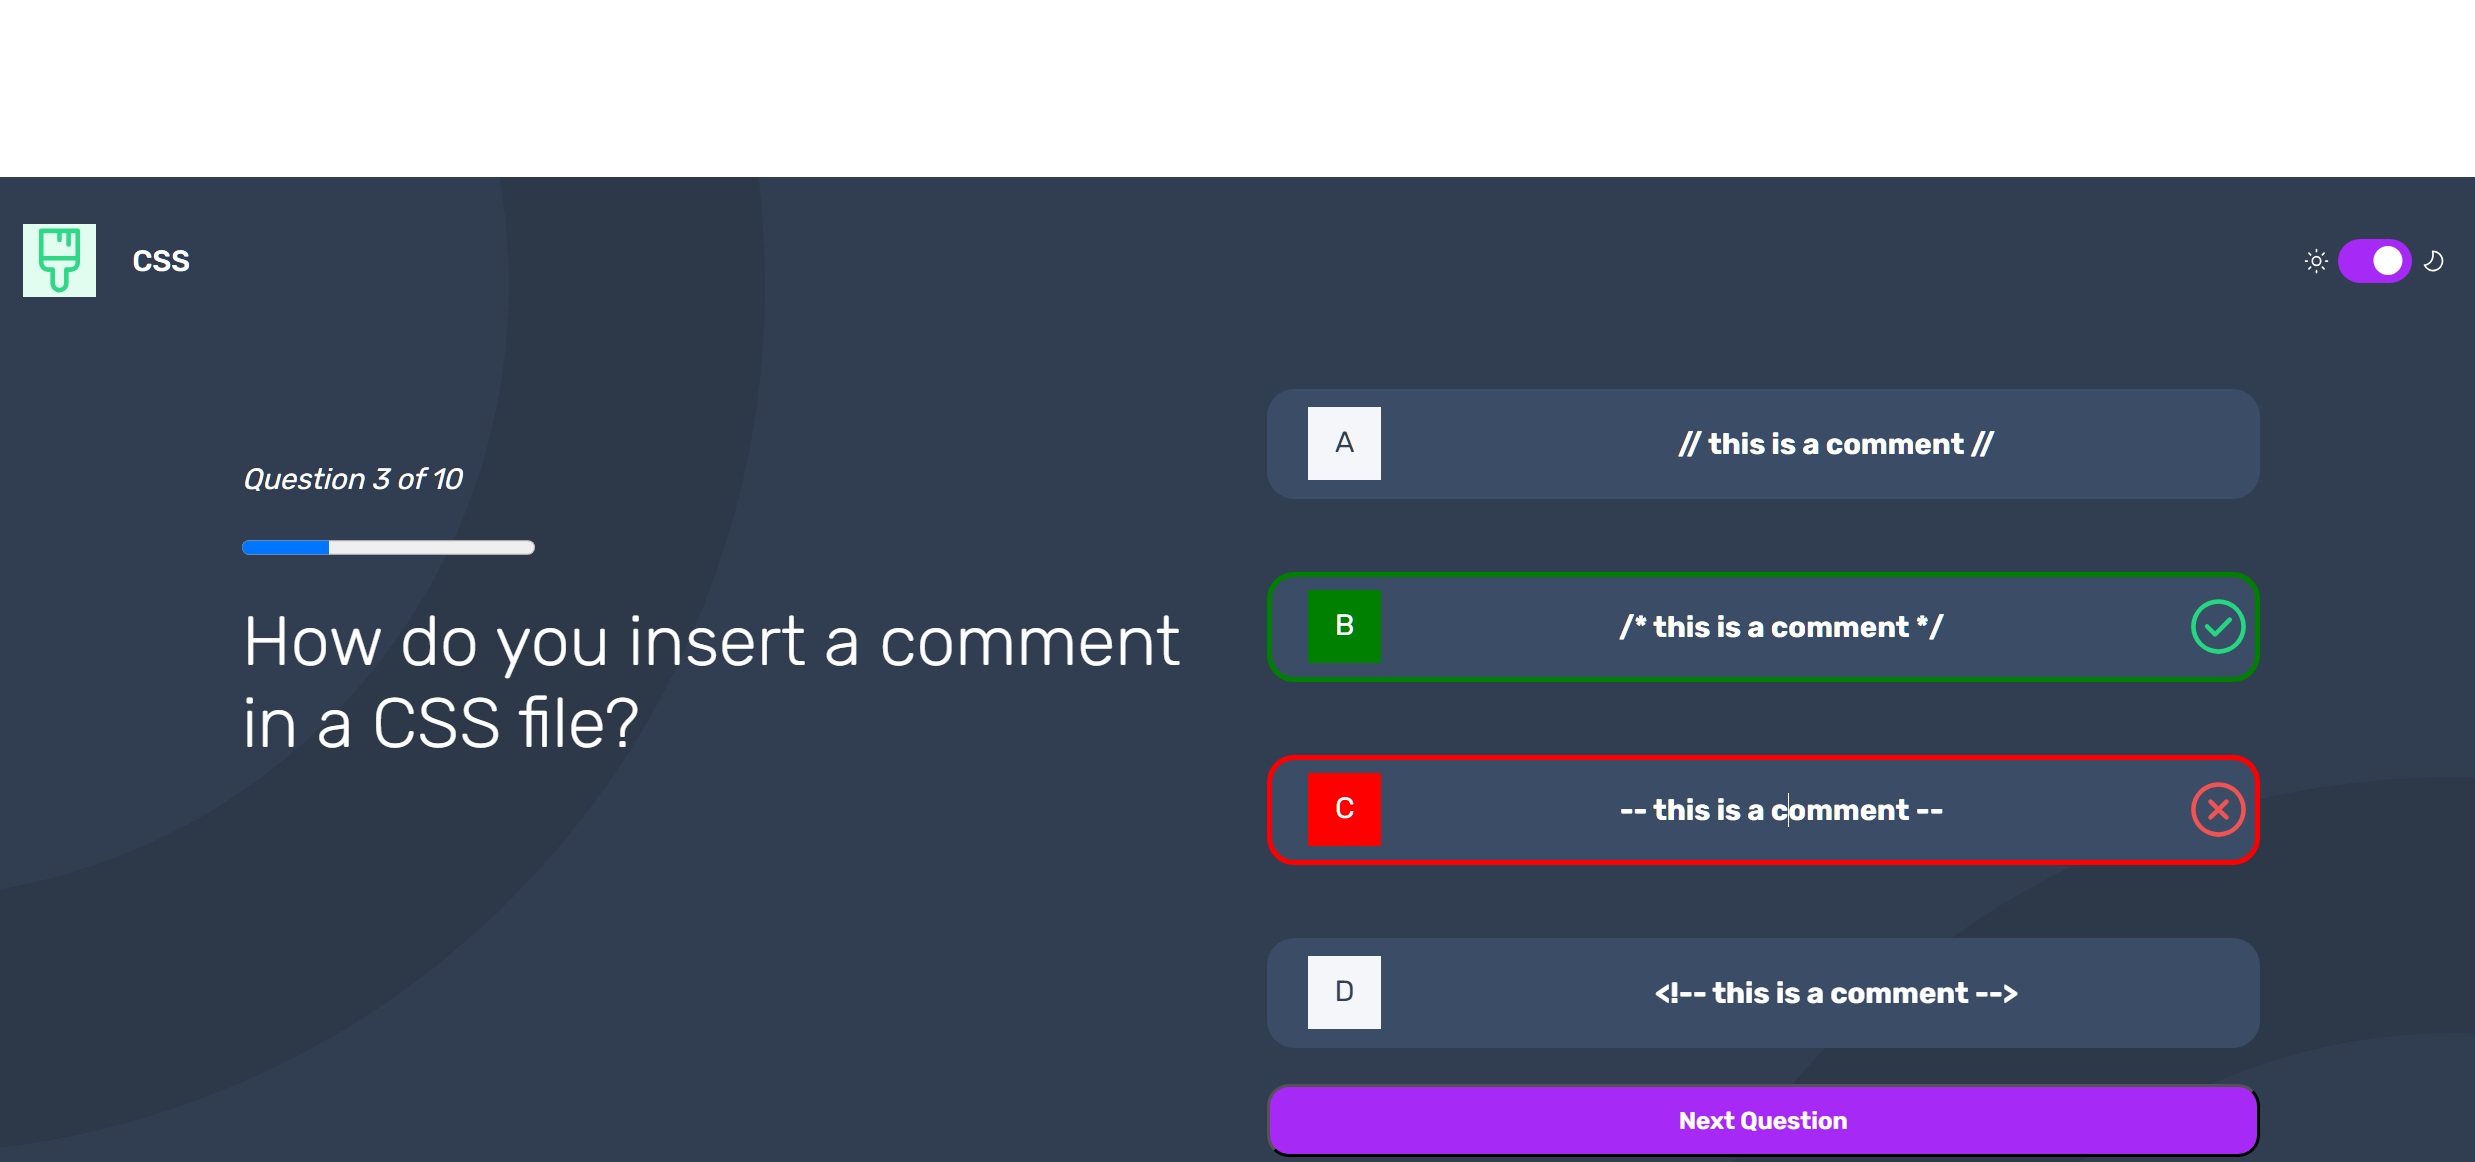 CSS
Question 3 of 10
How do you insert a comment
in a CSS file?
A
// this is a comment //
B
/* this is a comment */
C
-- this is a comment --
D
<!-- this is a comment -->
Next Question